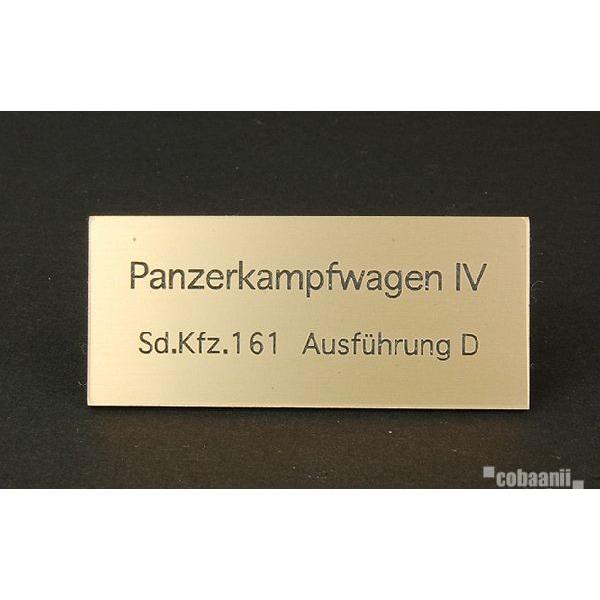 Panzerkampfwagen IV
Sd.Kfz.161 Ausführung D
cobaanii